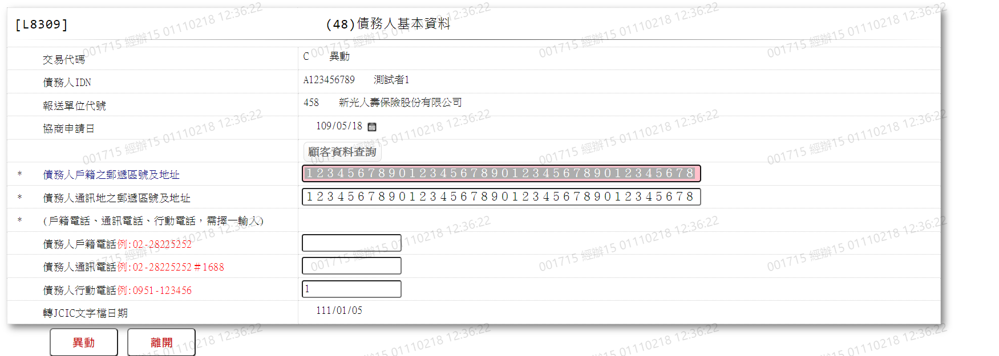 [L8309] (48)債務人基本資料
交易代碼 C 異動
債務人IDN A123456789 測試者1
報送單位代號 458 新光人壽保險股份有限公司
協商申請日 109/05/18
顧客資料查詢
* 債務人戶籍之郵遞區號及地址 12345678901234567890123456789012345678
* 債務人通訊地之郵遞區號及地址 12345678901234567890123456789012345678
* (戶籍電話、通訊電話、行動電話，需擇一輸入)
債務人戶籍電話例:02-28225252
債務人通訊電話例:02-28225252＃1688
債務人行動電話例:0951-123456 1
轉JCIC文字檔日期 111/01/05
異動 離開
001715 經辦15 01110218 12:36:22